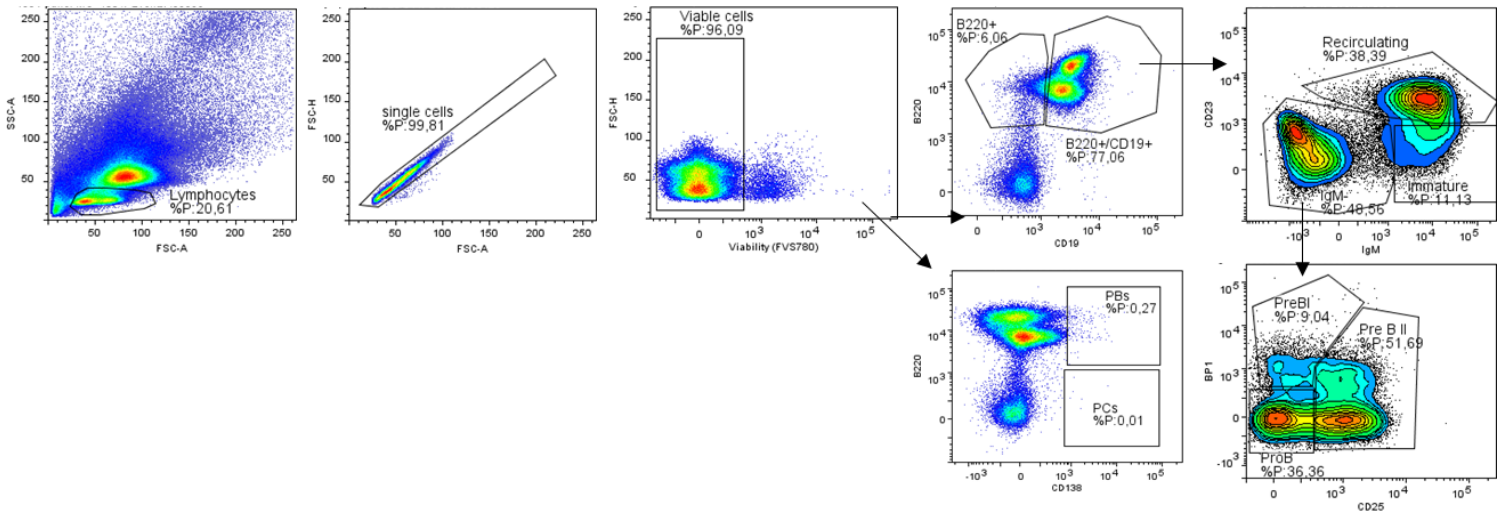 250
200
150
100
50
SSC-A
Lymphocytes
%P:20,61
50 100 150 200 250
FSC-A
250
200
150
100
50
FSC-H
single cells
%P:99,81
50 100 150 200 250
FSC-A
Viable cells
%P:96,09
250
200
150
100
50
FSC-H
0 10³ 10⁴ 10⁵
Viability (FVS780)
B220+
%P:6,06
10⁵
10⁴
10³
0
B220
B220+/CD19+
%P:77,06
0 10³ 10⁴ 10⁵
CD19
Recirculating
%P:38,39
10⁵
10⁴
10³
0
CD23
IgM-
%P:48,56
Immature
%P:11,13
-10³ 0 10³ 10⁴ 10⁵
IgM
PBs
%P:0,27
PCs
%P:0,01
10⁵
10⁴
10³
0
B220
-10³ 0 10³ 10⁴ 10⁵
CD138
PreBI
%P:9,04
Pre B II
%P:51,69
ProB
%P:36,36
10⁵
10⁴
10³
0
-10³
BP1
0 10³ 10⁴ 10⁵
CD25